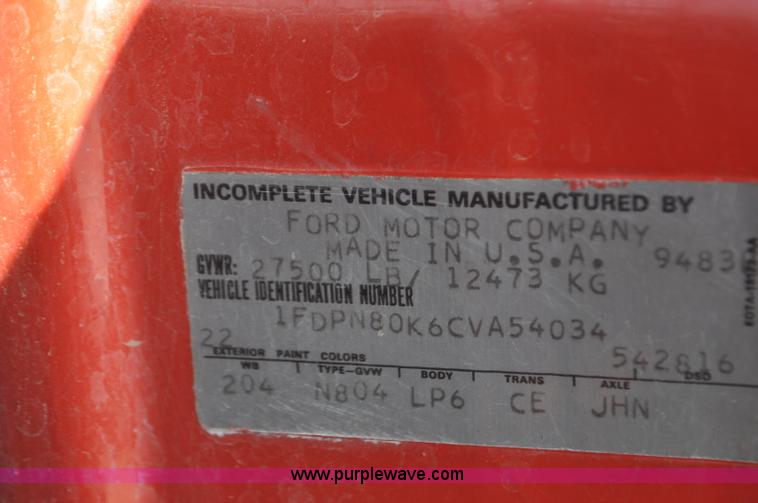 INCOMPLETE VEHICLE MANUFACTURED BY
FORD MOTOR COMPANY
MADE IN U.S.A.
GVWR: 27500 LB/ 12473 KG
VEHICLE IDENTIFICATION NUMBER
1FDPN80K6CVA54034
22 542816
EXTERIOR PAINT COLORS DSO
WB TYPE-GVW BODY TRANS AXLE
204 N804 LP6 CE JHN
www.purplewave.com